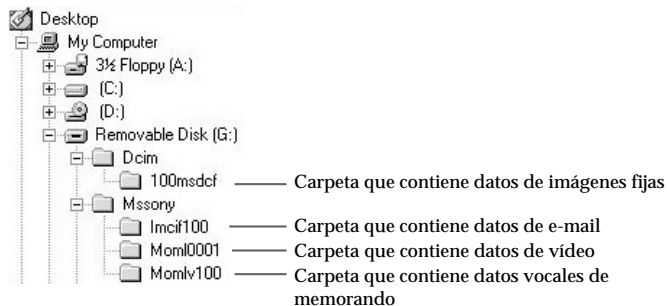 Desktop
My Computer
3½ Floppy (A:)
(C:)
(D:)
Removable Disk (G:)
Dcim
100msdcf Carpeta que contiene datos de imágenes fijas
Mssony
Imcif100 Carpeta que contiene datos de e-mail
Moml0001 Carpeta que contiene datos de vídeo
Momlv100 Carpeta que contiene datos vocales de
memorando